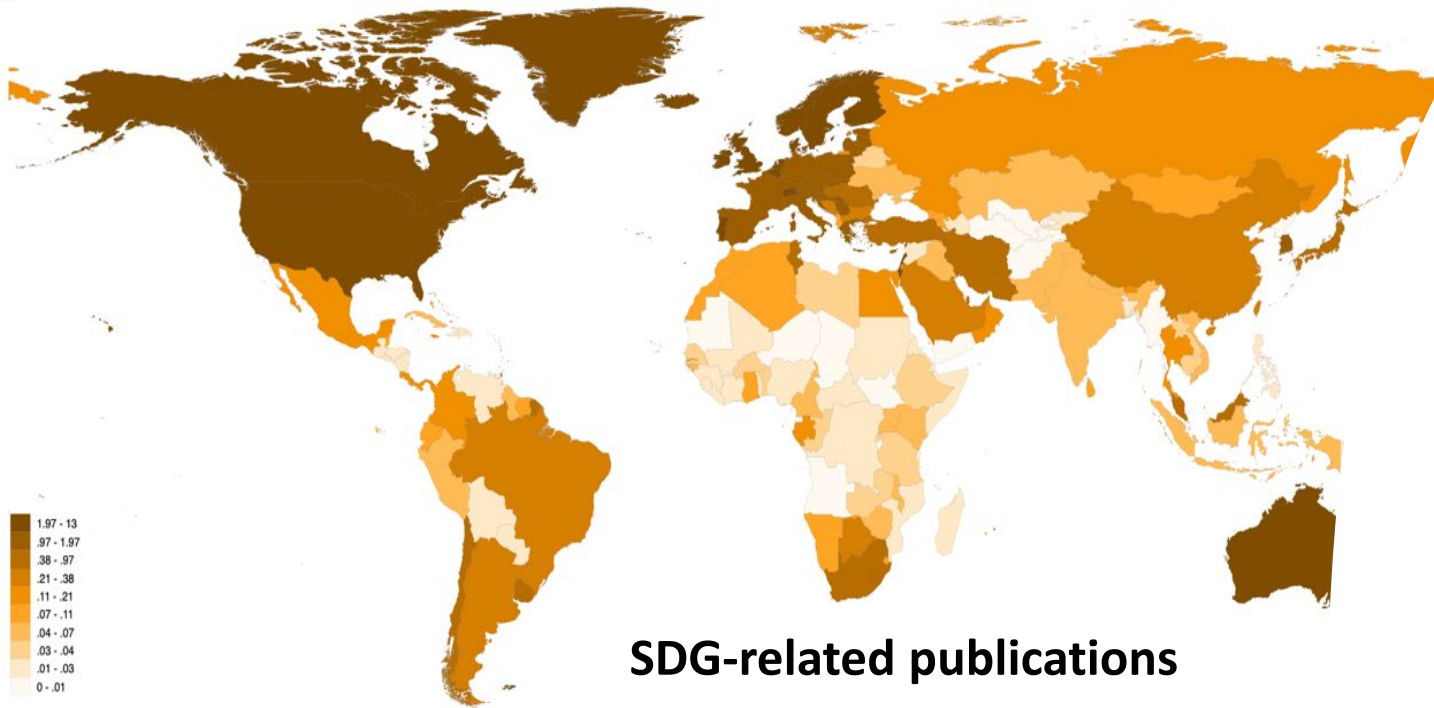 1.97 - 13
.97 - 1.97
.38 - .97
.21 - .38
.11 - .21
.07 - .11
.04 - .07
.03 - .04
.01 - .03
0 - .01
SDG-related publications